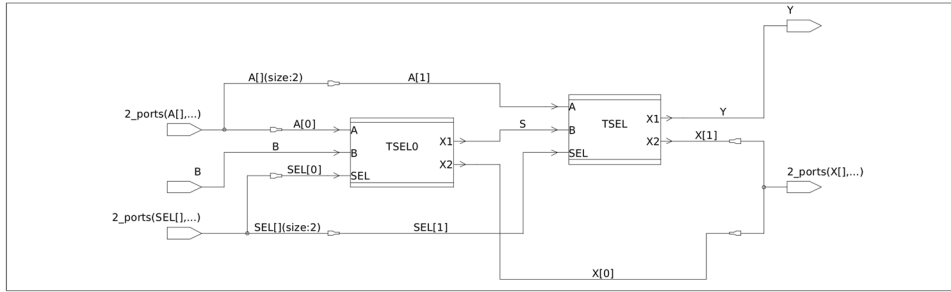 Y
A[](size:2)
A[1]
2_ports(A[],...)
A[0]
A
X1
Y
TSEL
A
X1
S
B
X2
X[1]
B
TSEL0
B
X2
SEL
B
SEL[0]
SEL
2_ports(X[],...)
2_ports(SEL[],...)
SEL[](size:2)
SEL[1]
X[0]